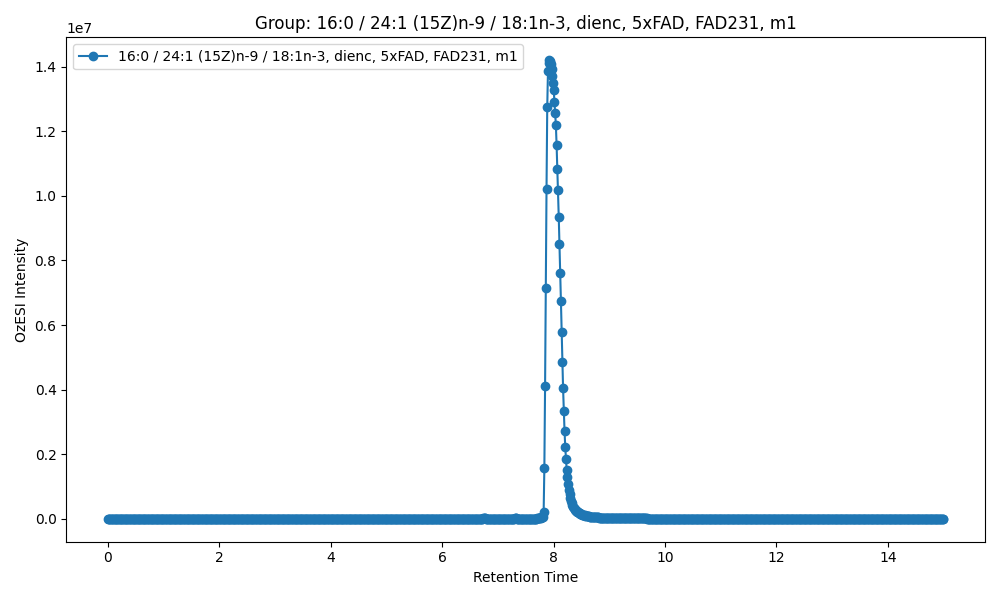 Group: 16:0 / 24:1 (15Z)n-9 / 18:1n-3, dienc, 5xFAD, FAD231, m1
1e7
16:0 / 24:1 (15Z)n-9 / 18:1n-3, dienc, 5xFAD, FAD231, m1
1.4
1.2
1.0
0.8
0.6
0.4
0.2
0.0
OzESI Intensity
0 2 4 6 8 10 12 14
Retention Time